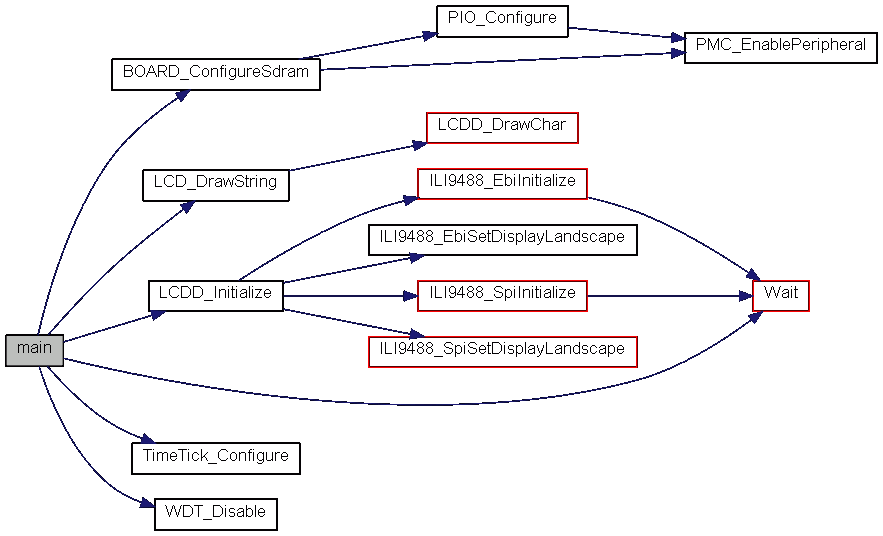 PIO_Configure
PMC_EnablePeripheral
BOARD_ConfigureSdram
LCDD_DrawChar
LCD_DrawString
ILI9488_EbiInitialize
ILI9488_EbiSetDisplayLandscape
LCDD_Initialize
ILI9488_SpiInitialize
Wait
main
ILI9488_SpiSetDisplayLandscape
TimeTick_Configure
WDT_Disable